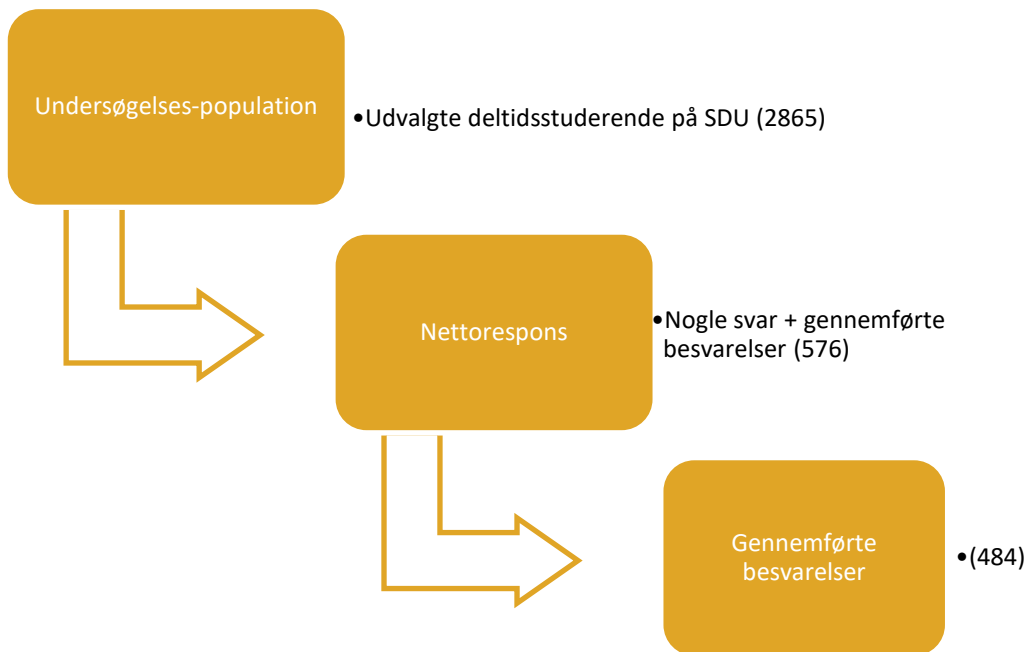 Undersøgelses-population
•Udvalgte deltidsstuderende på SDU (2865)
Nettorespons
•Nogle svar + gennemførte
besvarelser (576)
Gennemførte
besvarelser
•(484)